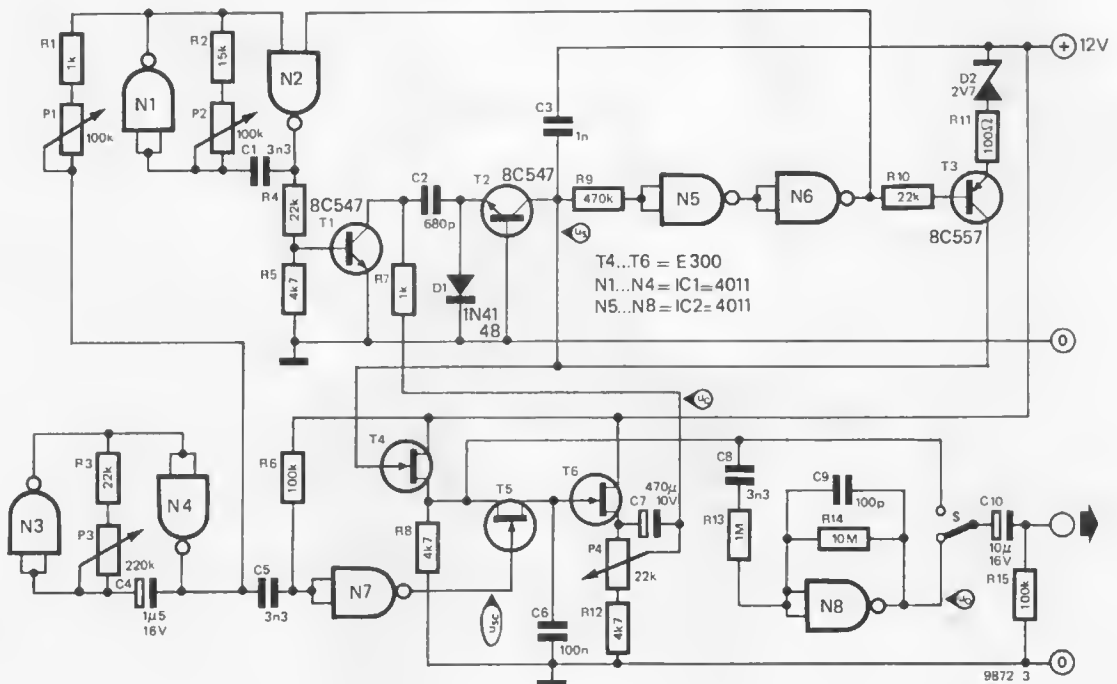 R1
1k
P1
100k
N1
R2
15k
P2
100k
C1 3n3
N2
R4
22k
8C547
T1
R5
4k7
C2
680p
R7
1k
D1
1N41
48
T2
8C547
C3
1n
R9
470k
us
N5
N6
R10
22k
+ 12V
D2
2V7
R11
100Ω
T3
8C557
T4...T6 = E300
N1...N4 = IC1 = 4011
N5...N8 = IC2 = 4011
0
N3
R3
22k
P3
220k
C4
1µ5
16V
N4
C5
3n3
R6
100k
N7
usc
T4
R8
4k7
T5
C6
100n
T6
470µ
C7 10V
P4
22k
R12
4k7
C8
3n3
R13
1M
C9
100p
R14
10M
N8
S
C10
10µ
16V
R15
100k
0
9872 3